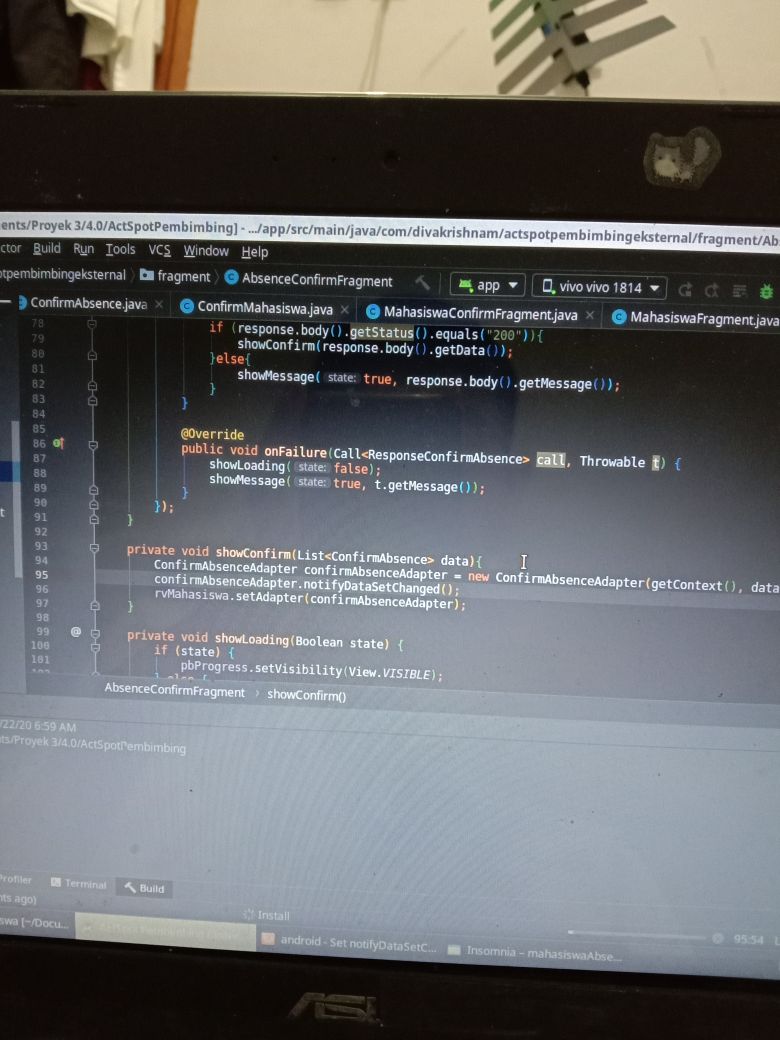 ents/Proyek 3/4.0/ActSpotPembimbing] - .../app/src/main/java/com/divakrishnam/actspotpembimbingeksternal/fragment/Ab
ctor Build Run Tools VCS Window Help
otpembimbingeksternal fragment AbsenceConfirmFragment app vivo vivo 1814
ConfirmAbsence.java ConfirmMahasiswa.java MahasiswaConfirmFragment.java MahasiswaFragment.java
78 if (response.body().getStatus().equals("200")){
79 showConfirm(response.body().getData());
80 }else{
81 showMessage( state: true, response.body().getMessage());
82 }
83 }
84
85 @Override
86 public void onFailure(Call<ResponseConfirmAbsence> call, Throwable t) {
87 showLoading( state: false);
88 showMessage( state: true, t.getMessage());
89 }
90 });
91 }
92
93 private void showConfirm(List<ConfirmAbsence> data){
94 ConfirmAbsenceAdapter confirmAbsenceAdapter = new ConfirmAbsenceAdapter(getContext(), data
95 confirmAbsenceAdapter.notifyDataSetChanged();
96 rvMahasiswa.setAdapter(confirmAbsenceAdapter);
97 }
98
99 @ private void showLoading(Boolean state) {
100 if (state) {
101 pbProgress.setVisibility(View.VISIBLE);
} else {
AbsenceConfirmFragment showConfirm()
/22/20 6:59 AM
ts/Proyek 3/4.0/ActSpotPembimbing
t
Profiler Terminal Build
nts ago)
Install
95:54
swa [~/Docu...
android - Set notifyDataSetC...
Insomnia – mahasiswaAbse...
ASUS